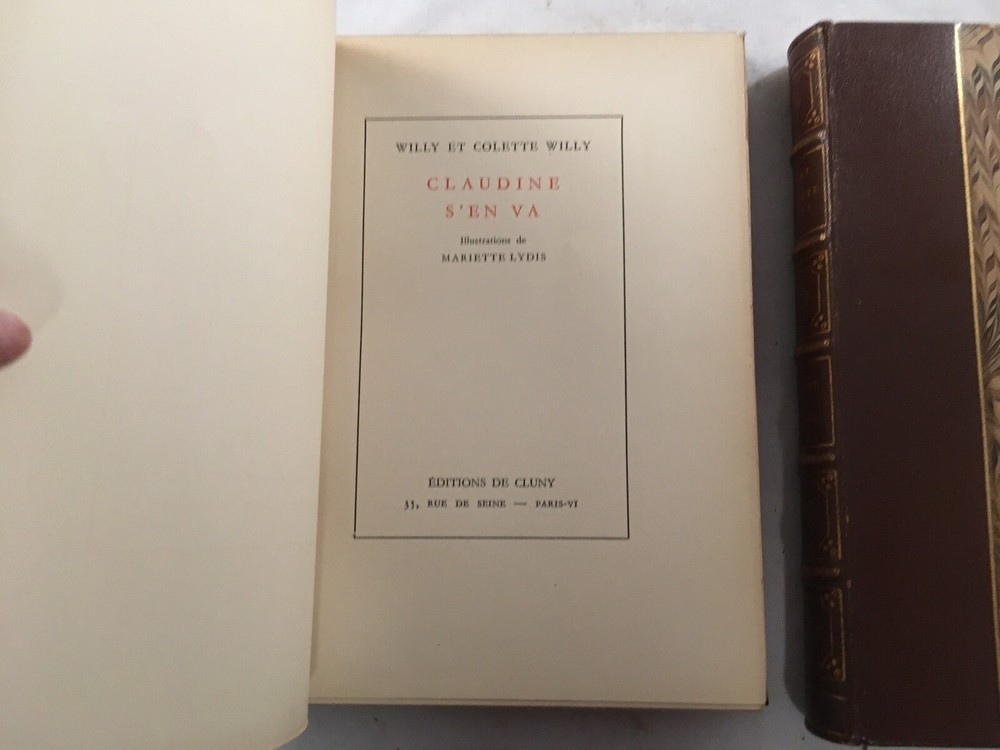 WILLY ET COLETTE WILLY
CLAUDINE
S'EN VA
Illustrations de
MARIETTE LYDIS
ÉDITIONS DE CLUNY
35, RUE DE SEINE — PARIS-VI